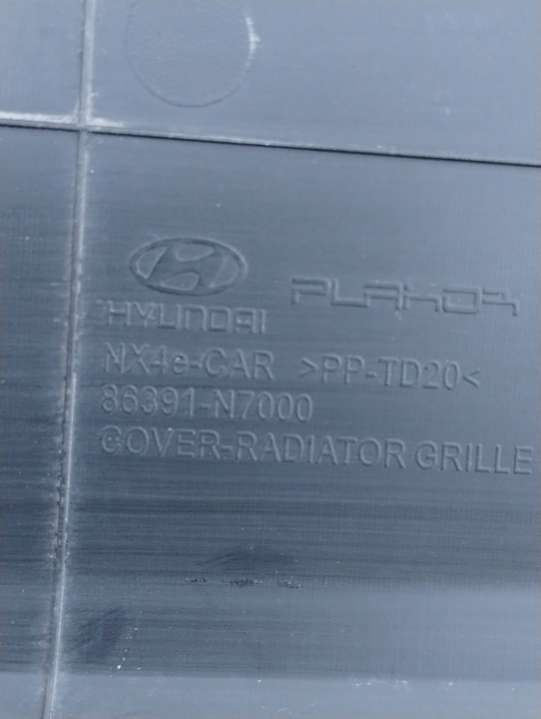 HYUNDAI PLAKOR
NX4e-CAR >PP-TD20<
86391-N7000
COVER-RADIATOR GRILLE